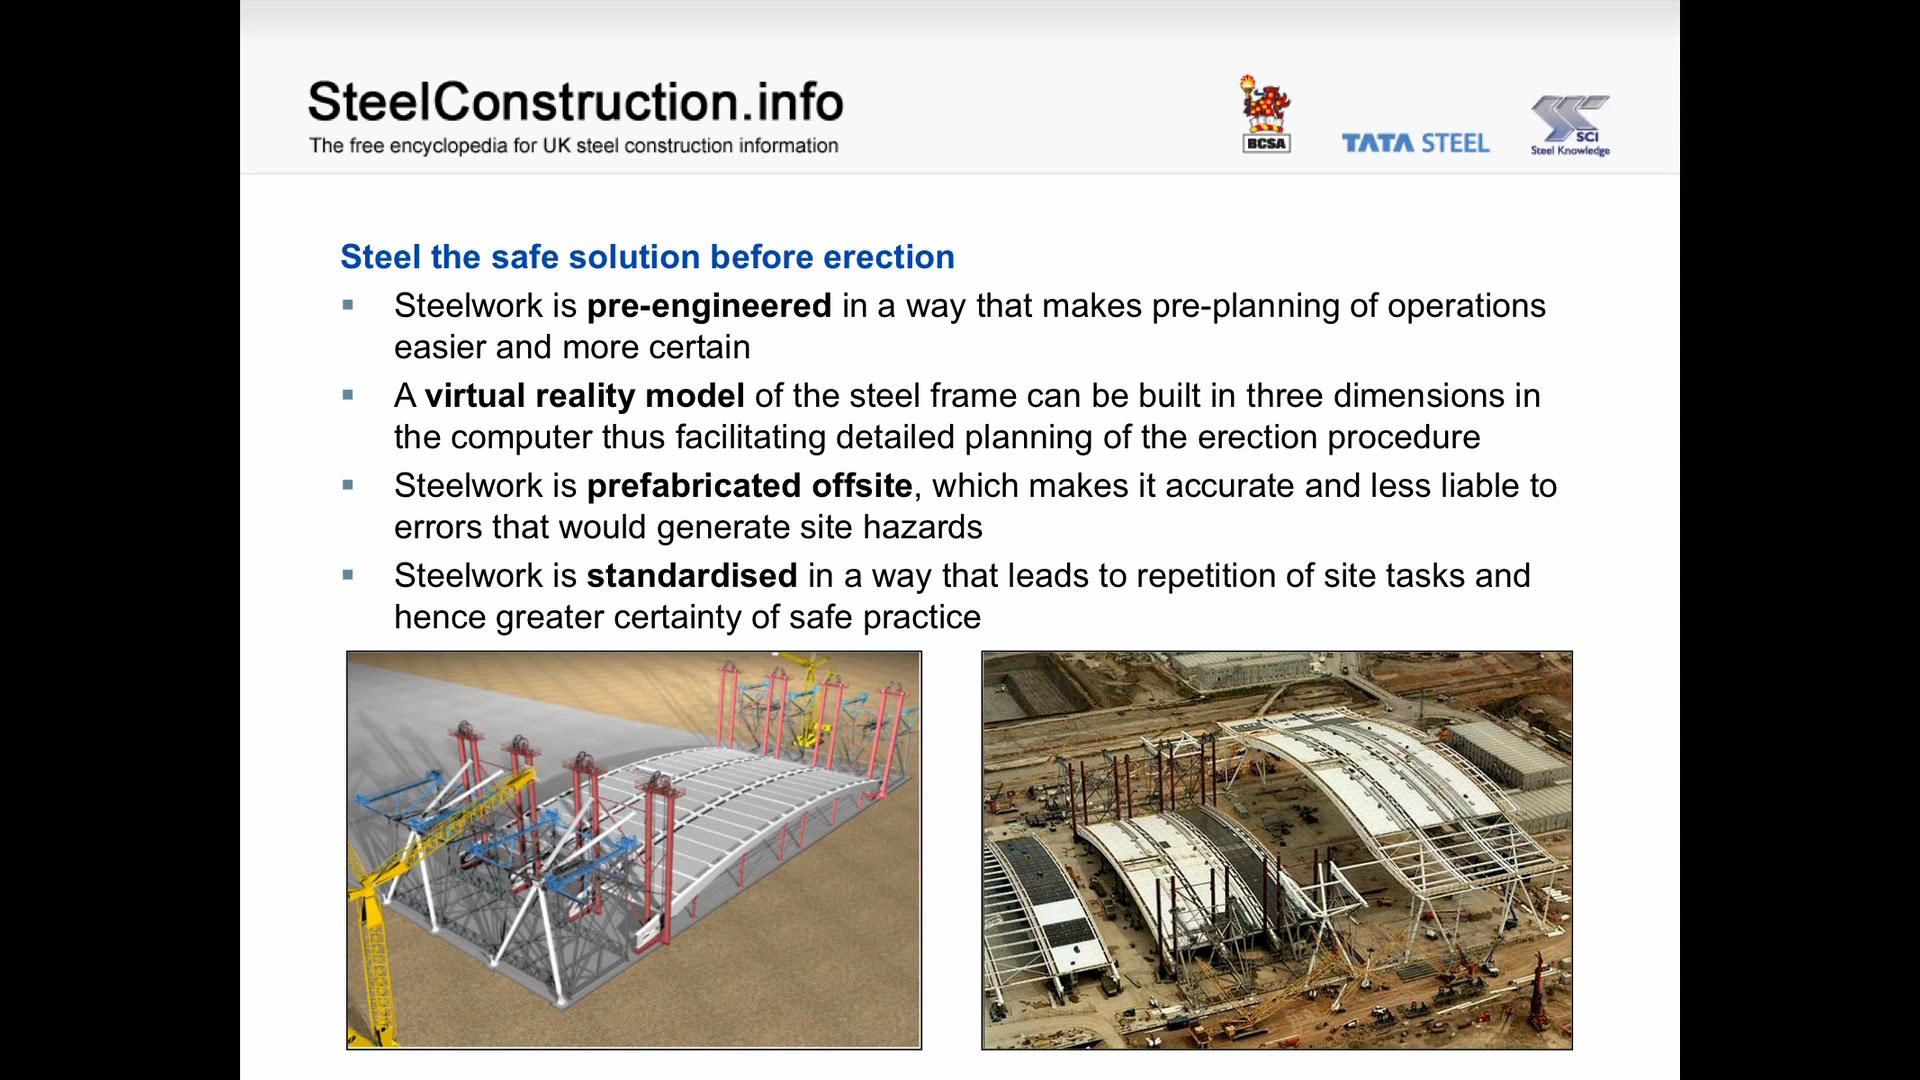 SteelConstruction.info
The free encyclopedia for UK steel construction information
BCSA
TATA STEEL
SCI
Steel Knowledge
Steel the safe solution before erection
Steelwork is pre-engineered in a way that makes pre-planning of operations
easier and more certain
A virtual reality model of the steel frame can be built in three dimensions in
the computer thus facilitating detailed planning of the erection procedure
Steelwork is prefabricated offsite, which makes it accurate and less liable to
errors that would generate site hazards
Steelwork is standardised in a way that leads to repetition of site tasks and
hence greater certainty of safe practice